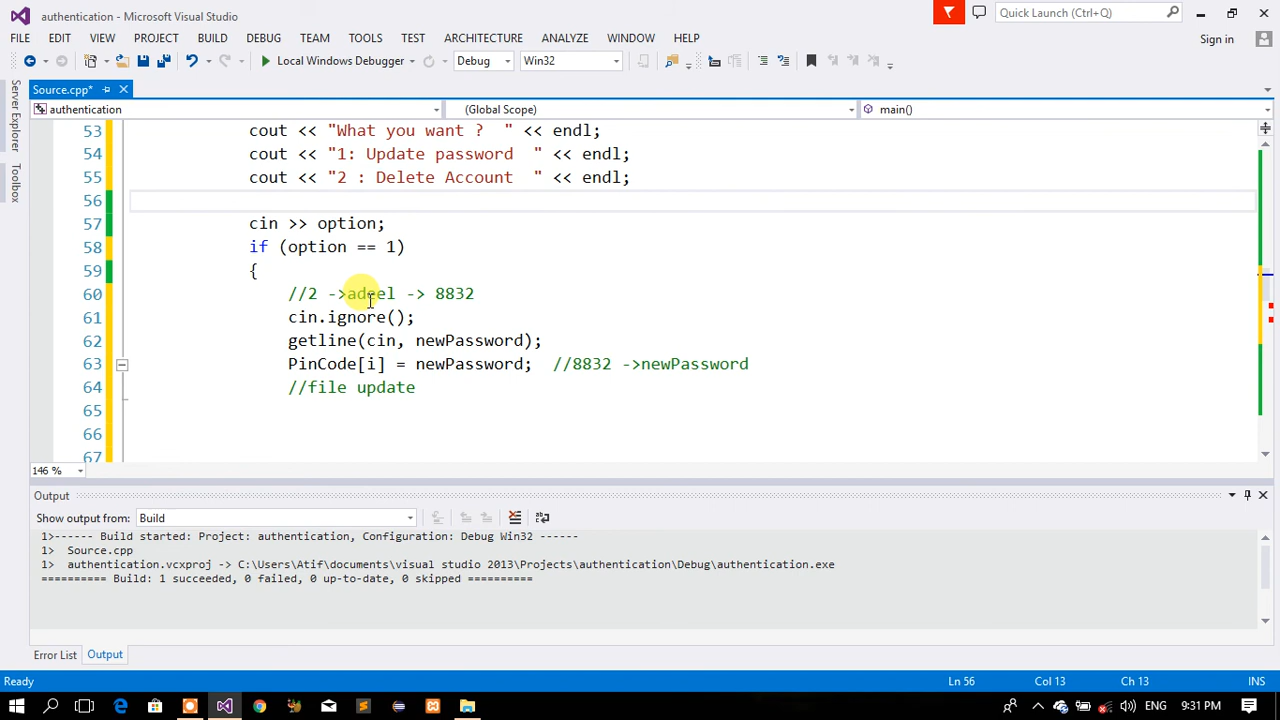 authentication - Microsoft Visual Studio
Quick Launch (Ctrl+Q)
FILE EDIT VIEW PROJECT BUILD DEBUG TEAM TOOLS TEST ARCHITECTURE ANALYZE WINDOW HELP
Sign in
Local Windows Debugger Debug Win32
Source.cpp*
Server Explorer
Toolbox
authentication (Global Scope) main()
53 cout << "What you want ?  " << endl;
54 cout << "1: Update password  " << endl;
55 cout << "2 : Delete Account  " << endl;
56
57 cin >> option;
58 if (option == 1)
59 {
60 //2 ->adeel -> 8832
61 cin.ignore();
62 getline(cin, newPassword);
63 PinCode[i] = newPassword;  //8832 ->newPassword
64 //file update
65
66
67
146 %
Output
Show output from: Build
1>------ Build started: Project: authentication, Configuration: Debug Win32 ------
1>  Source.cpp
1>  authentication.vcxproj -> C:\Users\Atif\documents\visual studio 2013\Projects\authentication\Debug\authentication.exe
========== Build: 1 succeeded, 0 failed, 0 up-to-date, 0 skipped ==========
Error List Output
Ready Ln 56 Col 13 Ch 13 INS
9:31 PM